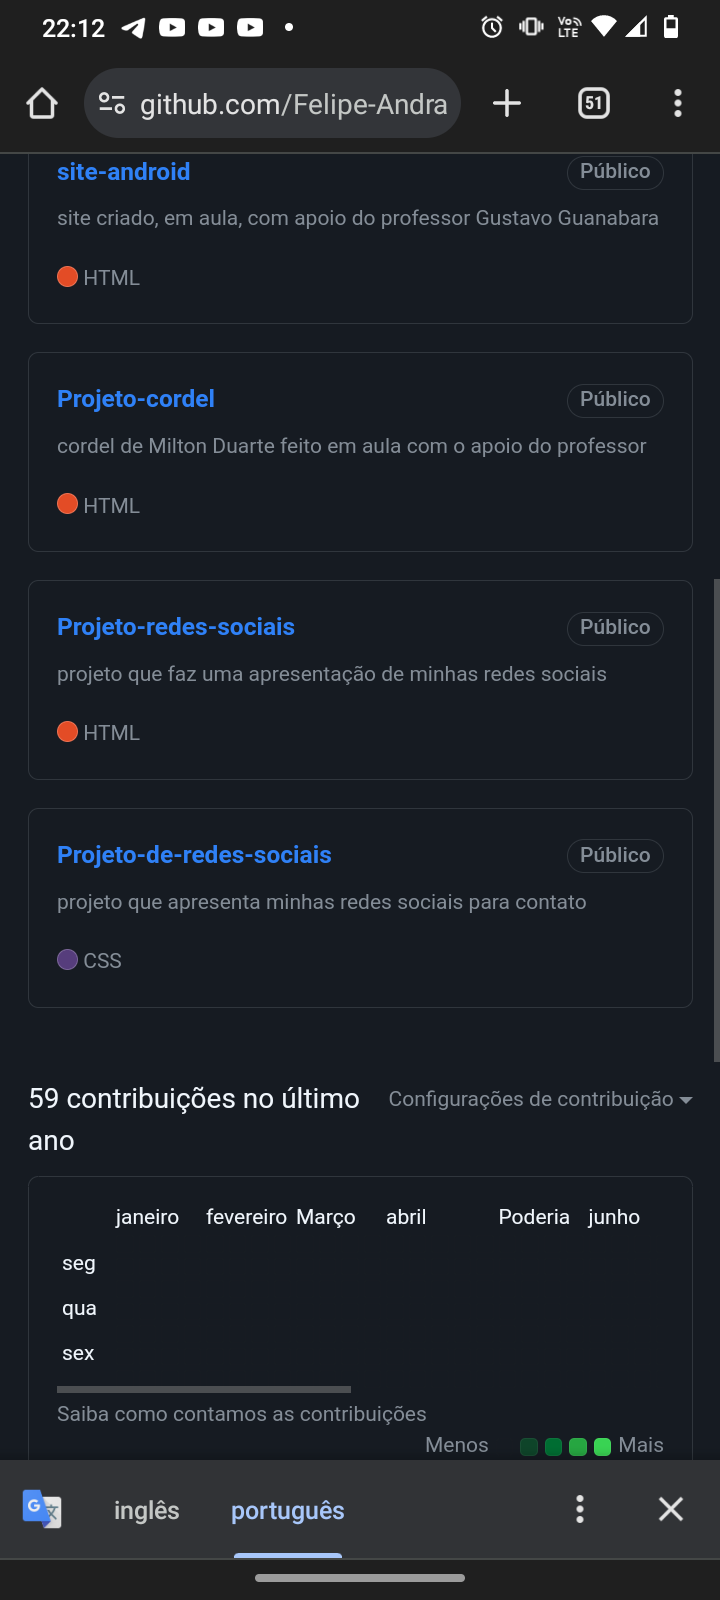 22:12
VO LTE
github.com/Felipe-Andra
51
site-android
Público
site criado, em aula, com apoio do professor Gustavo Guanabara
HTML
Projeto-cordel
Público
cordel de Milton Duarte feito em aula com o apoio do professor
HTML
Projeto-redes-sociais
Público
projeto que faz uma apresentação de minhas redes sociais
HTML
Projeto-de-redes-sociais
Público
projeto que apresenta minhas redes sociais para contato
CSS
59 contribuições no último
ano
Configurações de contribuição
janeiro fevereiro Março abril Poderia junho
seg
qua
sex
Saiba como contamos as contribuições
Menos Mais
G 文
inglês português